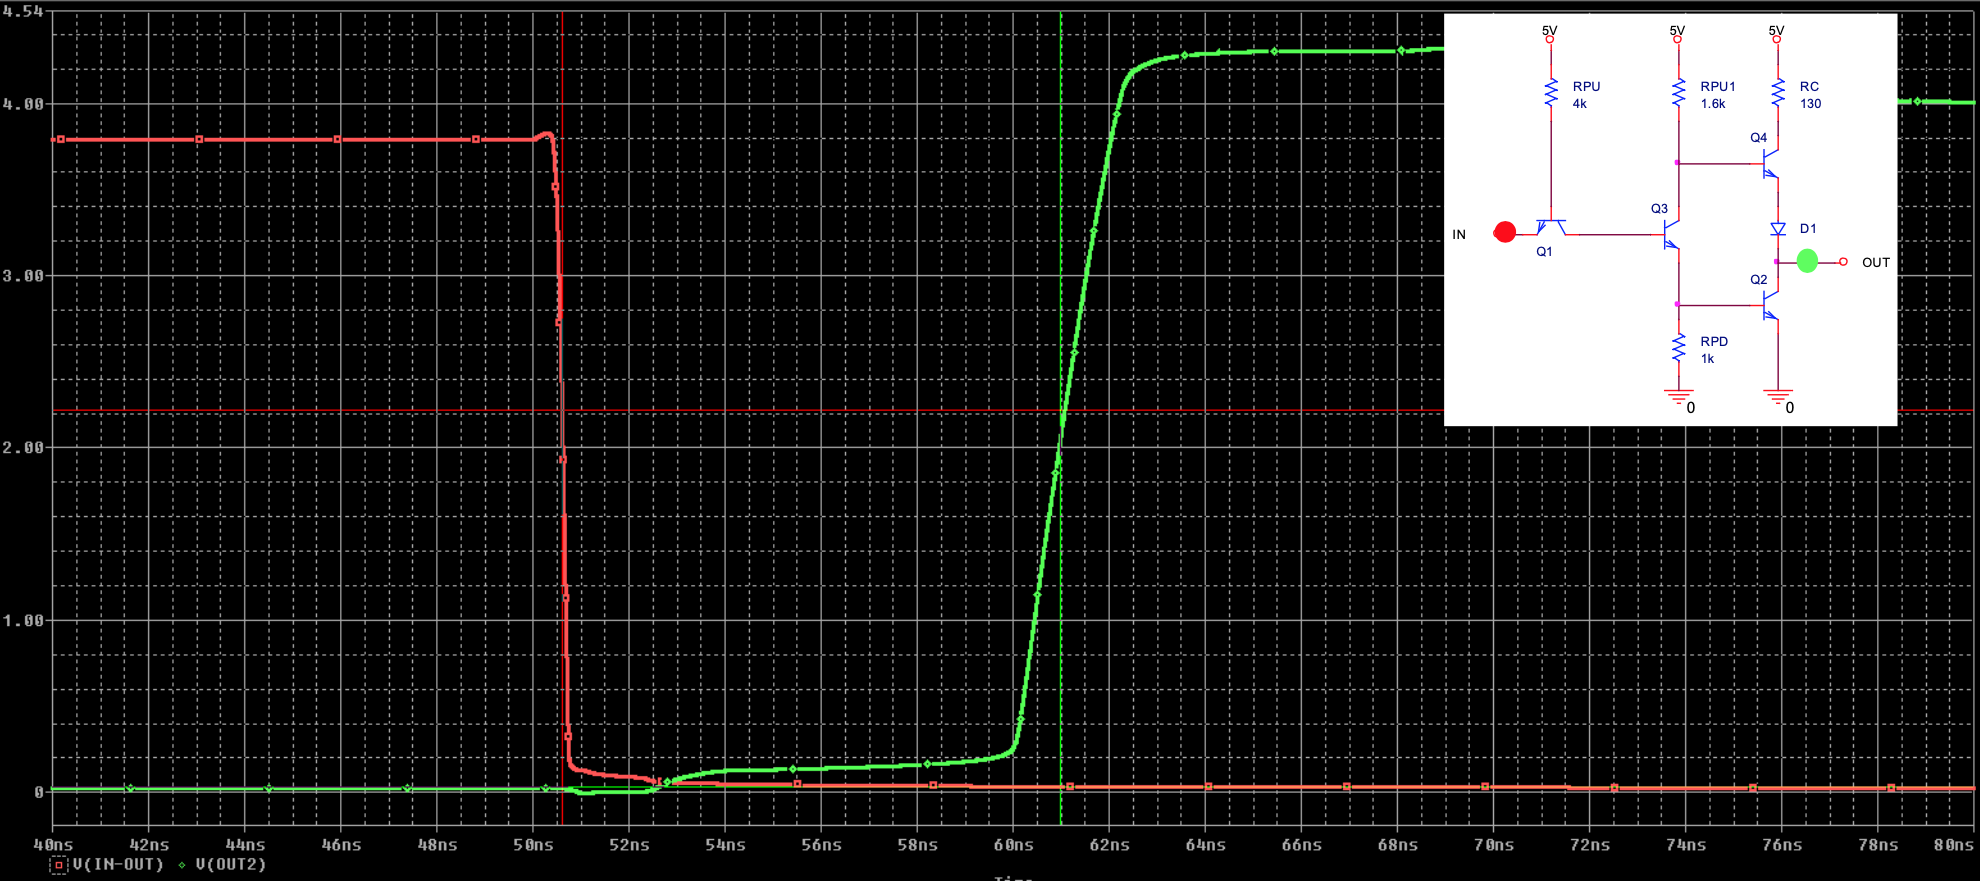 4.54
4.00
3.00
2.00
1.00
0
40ns 42ns 44ns 46ns 48ns 50ns 52ns 54ns 56ns 58ns 60ns 62ns 64ns 66ns 68ns 70ns 72ns 74ns 76ns 78ns 80ns
V(IN-OUT) V(OUT2)
Time
5V 5V 5V
RPU RPU1 RC
4k 1.6k 130
Q4
Q3
D1
IN
Q1
OUT
Q2
RPD
1k
0 0